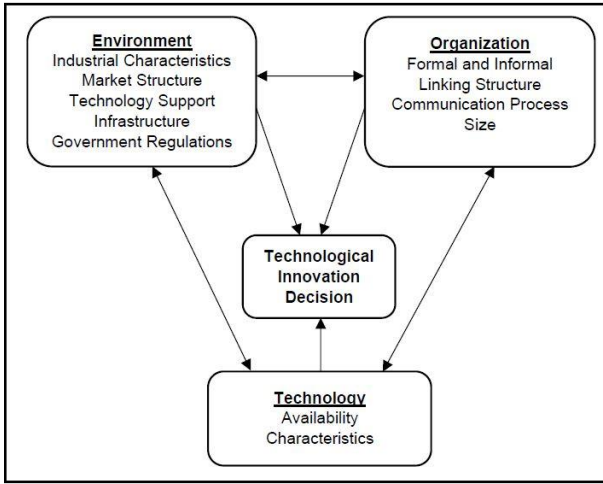 Environment
Industrial Characteristics
Market Structure
Technology Support
Infrastructure
Government Regulations
Organization
Formal and Informal
Linking Structure
Communication Process
Size
Technological
Innovation
Decision
Technology
Availability
Characteristics